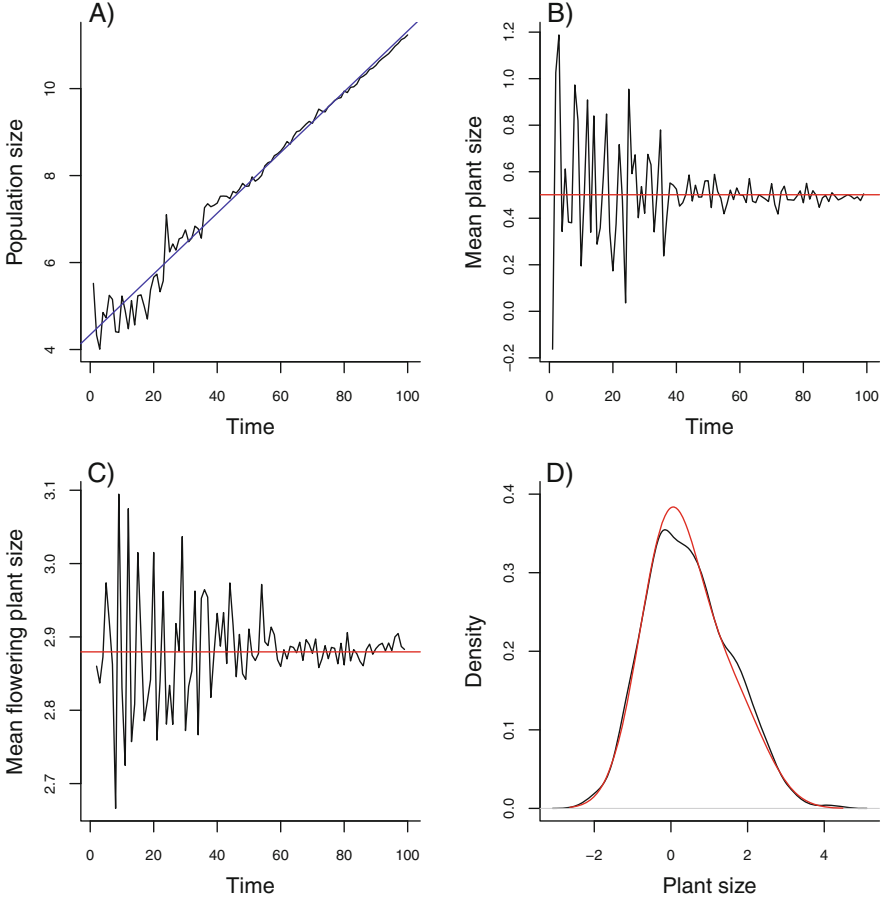 A)
Population size
10
8
6
4
0 20 40 60 80 100
Time
B)
Mean plant size
1.2
1.0
0.8
0.6
0.4
0.2
0.0
−0.2
0 20 40 60 80 100
Time
C)
Mean flowering plant size
3.1
3.0
2.9
2.8
2.7
0 20 40 60 80 100
Time
D)
Density
0.4
0.3
0.2
0.1
0.0
−2 0 2 4
Plant size